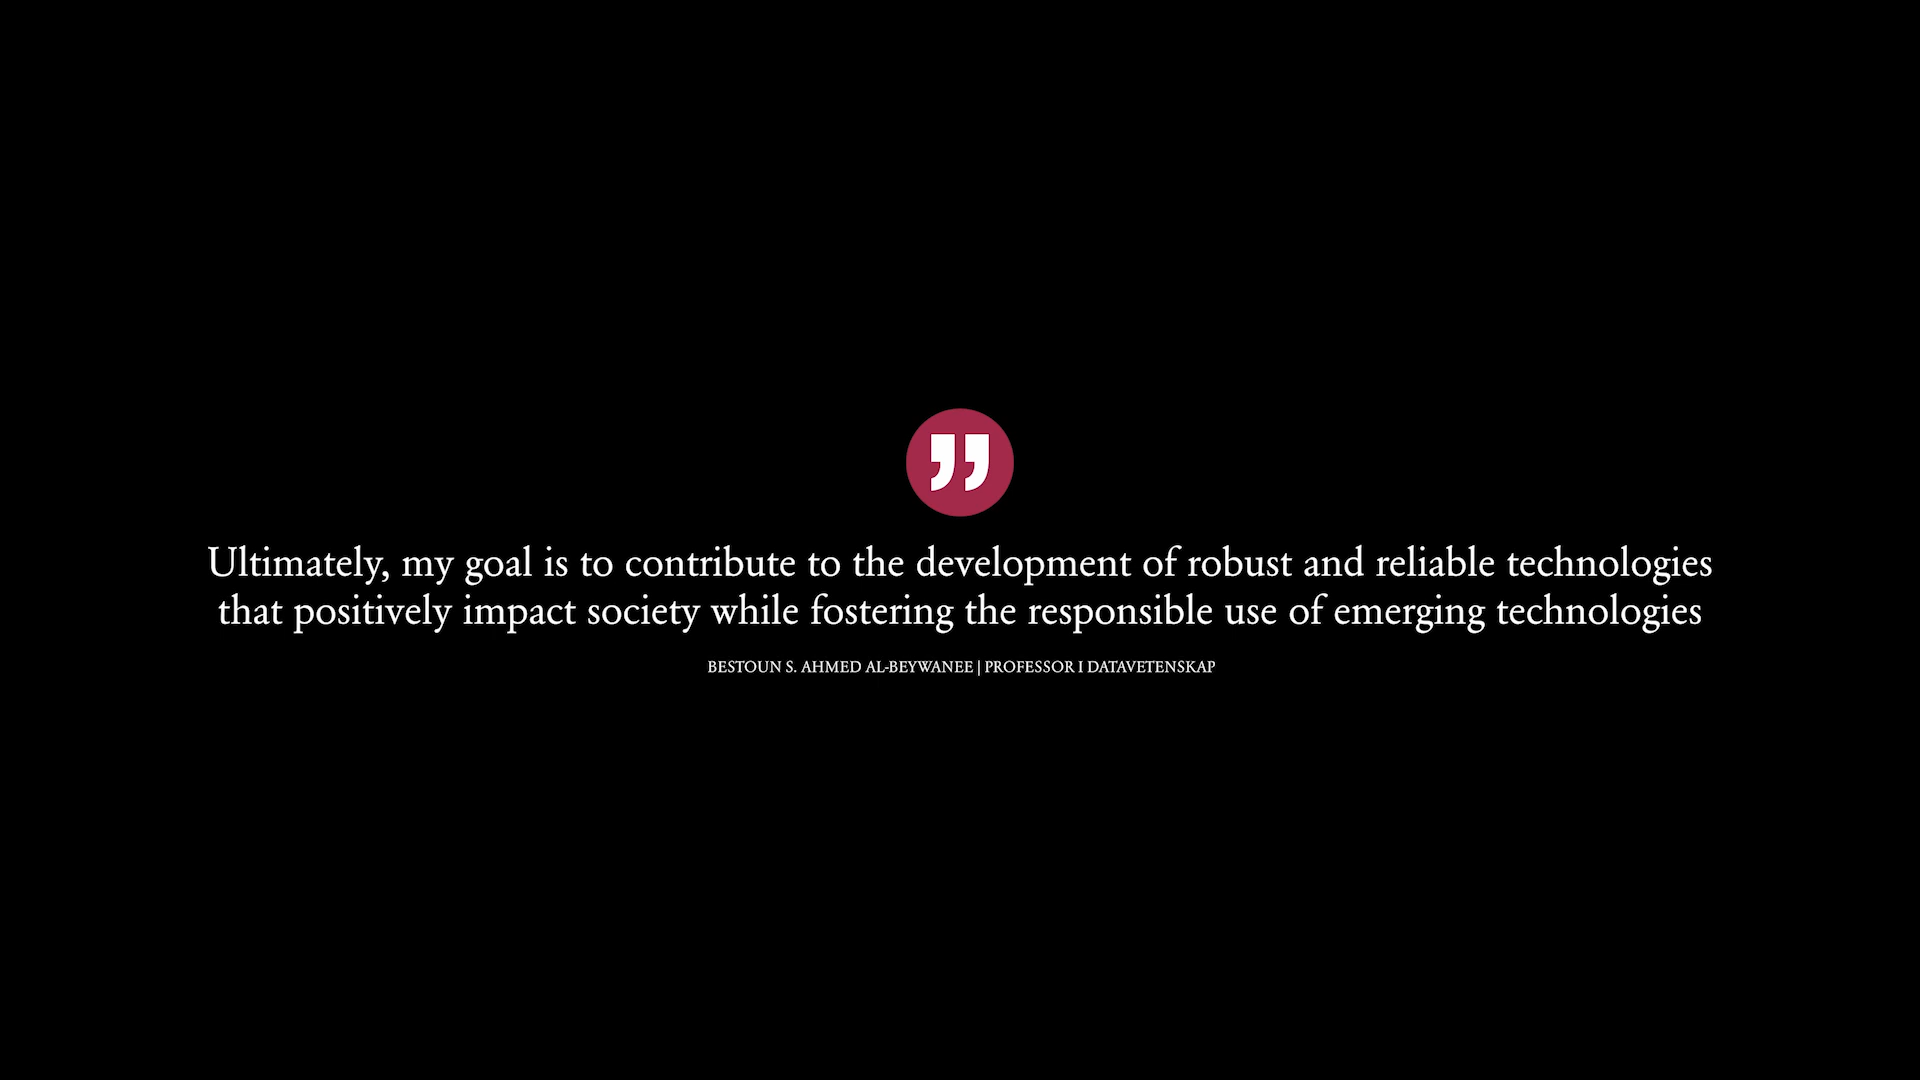 ”
Ultimately, my goal is to contribute to the development of robust and reliable technologies
that positively impact society while fostering the responsible use of emerging technologies
BESTOUN S. AHMED AL-BEYWANEE | PROFESSOR I DATAVETENSKAP